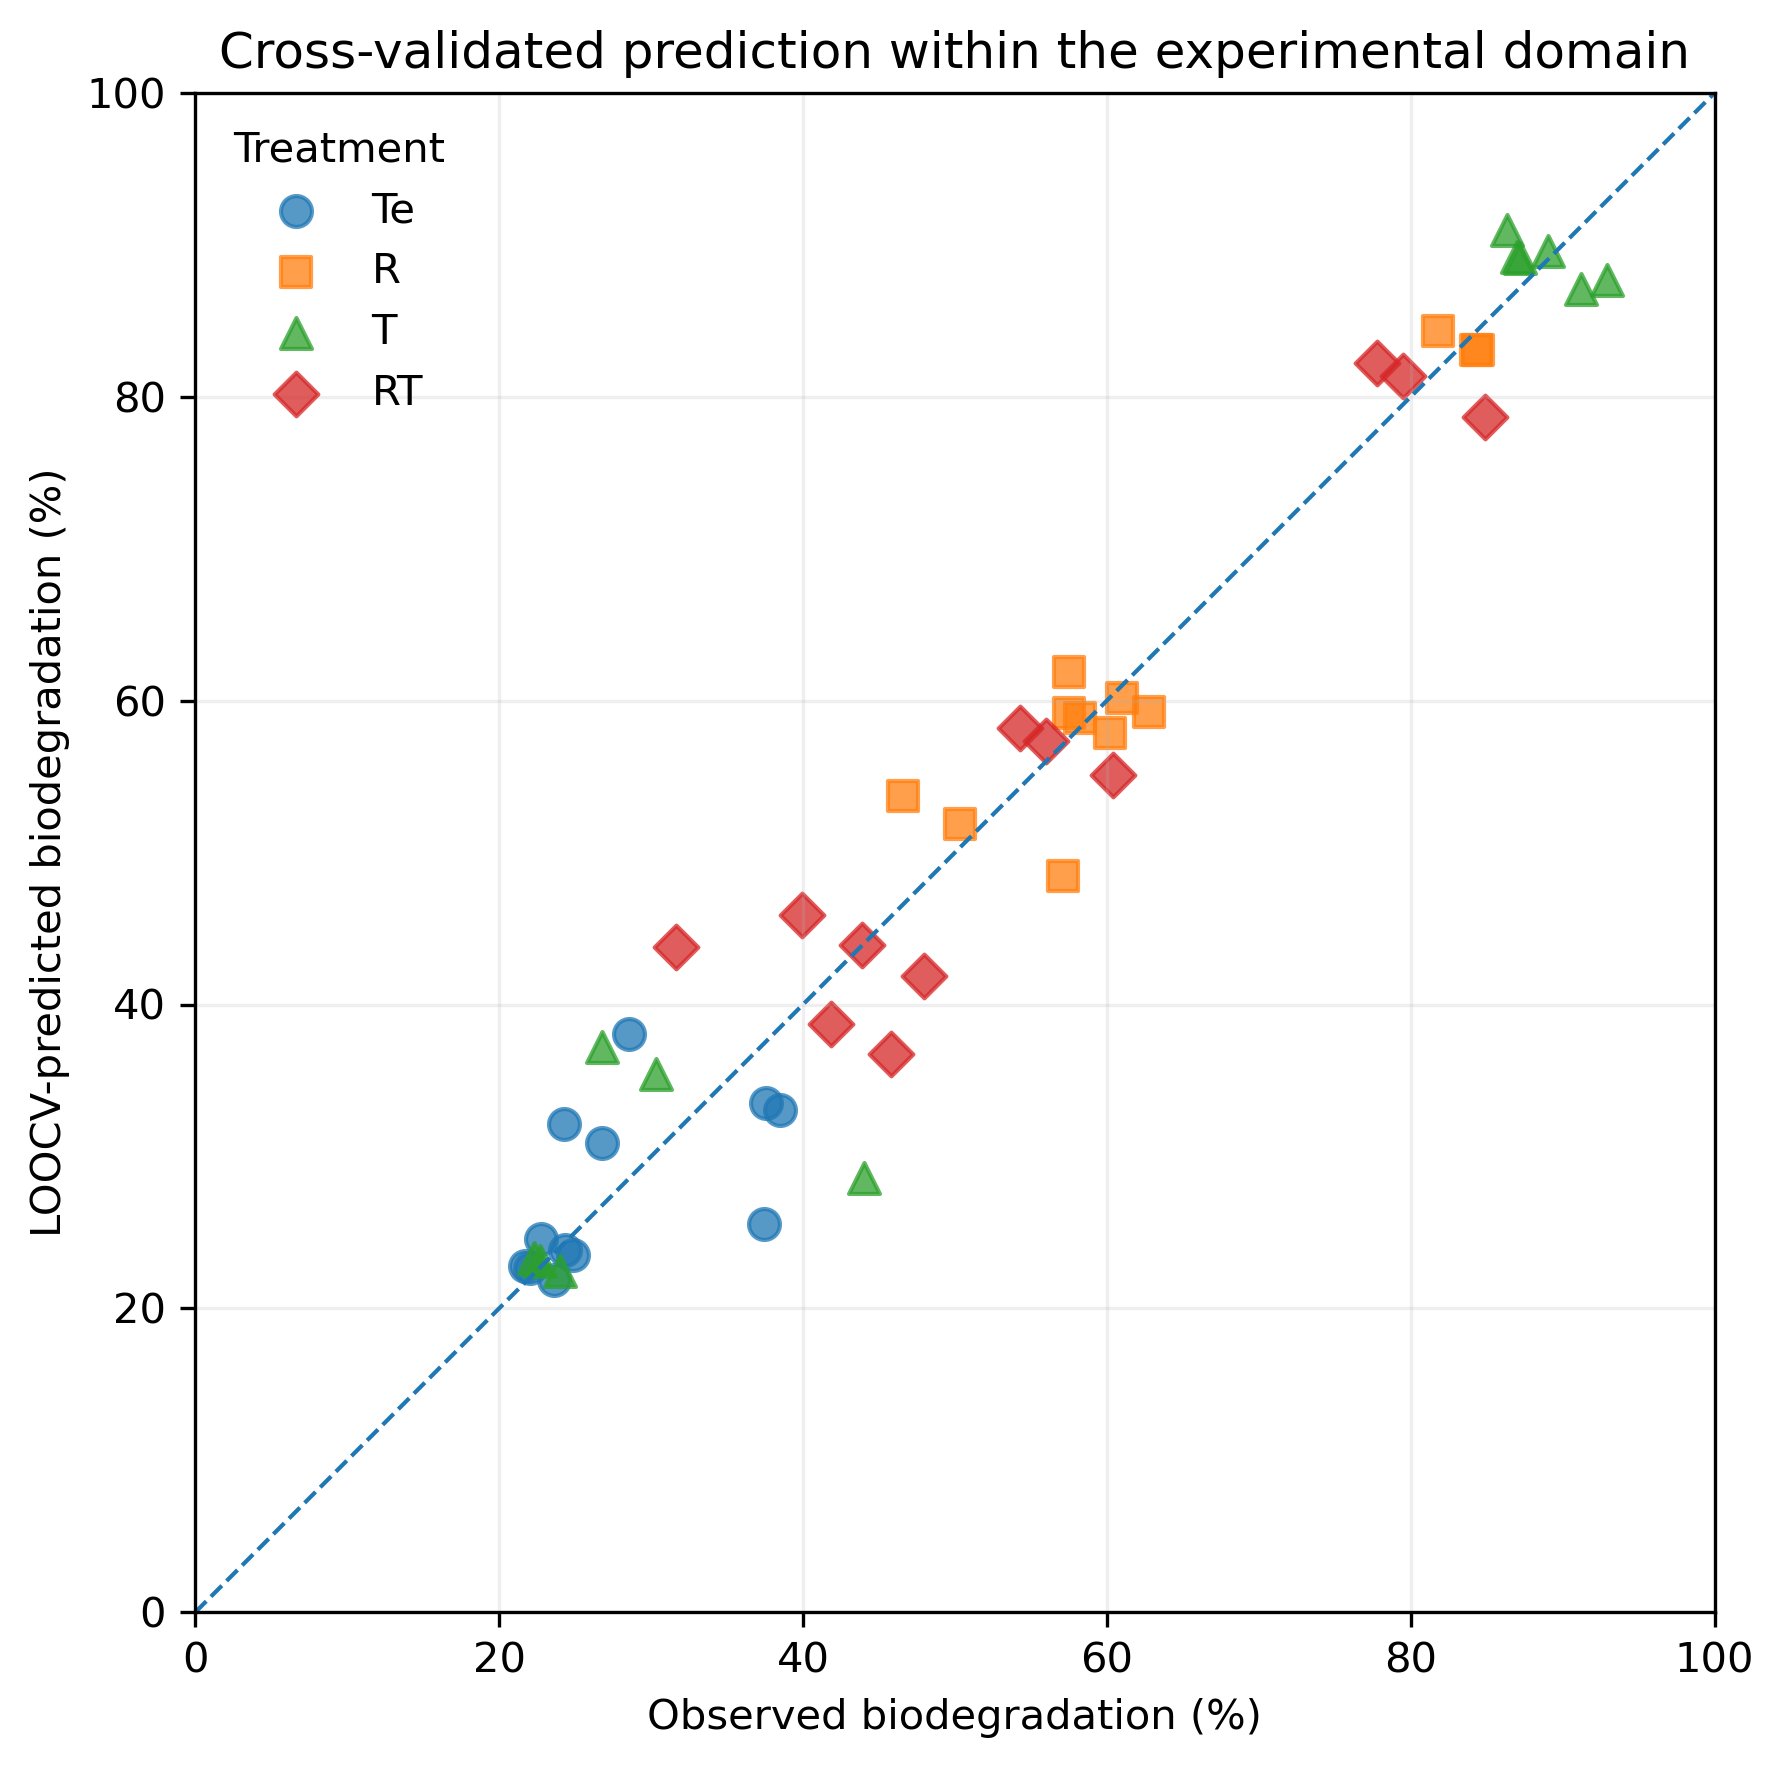 Cross-validated prediction within the experimental domain
100
80
60
40
20
0
LOOCV-predicted biodegradation (%)
Treatment
Te
R
T
RT
0 20 40 60 80 100
Observed biodegradation (%)